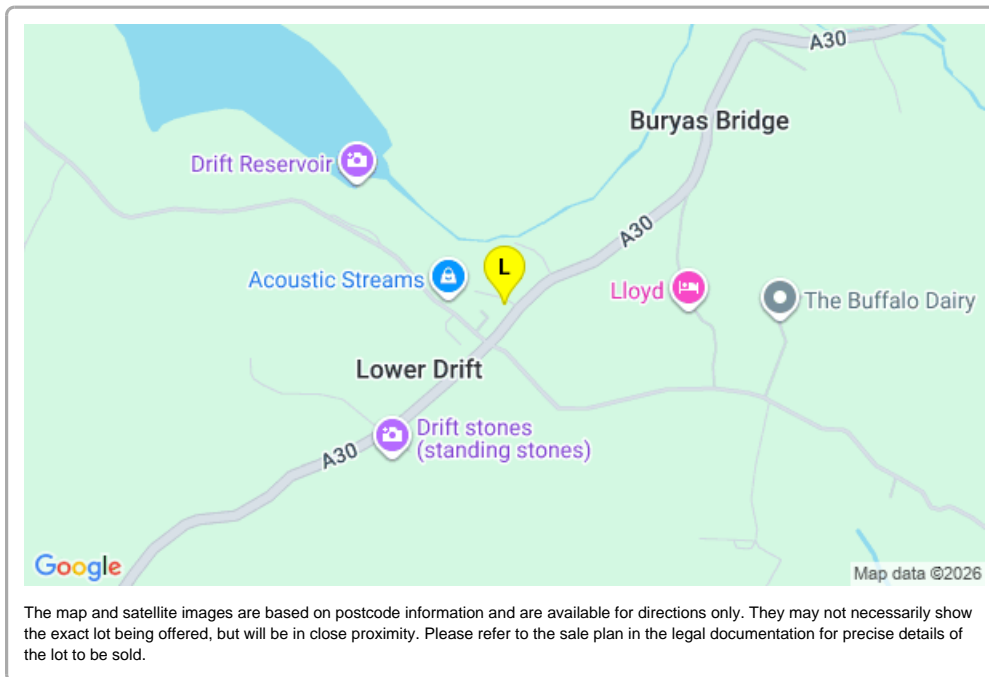 A30
Buryas Bridge
Drift Reservoir
A30
Acoustic Streams
L
Lloyd
The Buffalo Dairy
Lower Drift
Drift stones
(standing stones)
A30
Google
Map data ©2026
The map and satellite images are based on postcode information and are available for directions only. They may not necessarily show
the exact lot being offered, but will be in close proximity. Please refer to the sale plan in the legal documentation for precise details of
the lot to be sold.